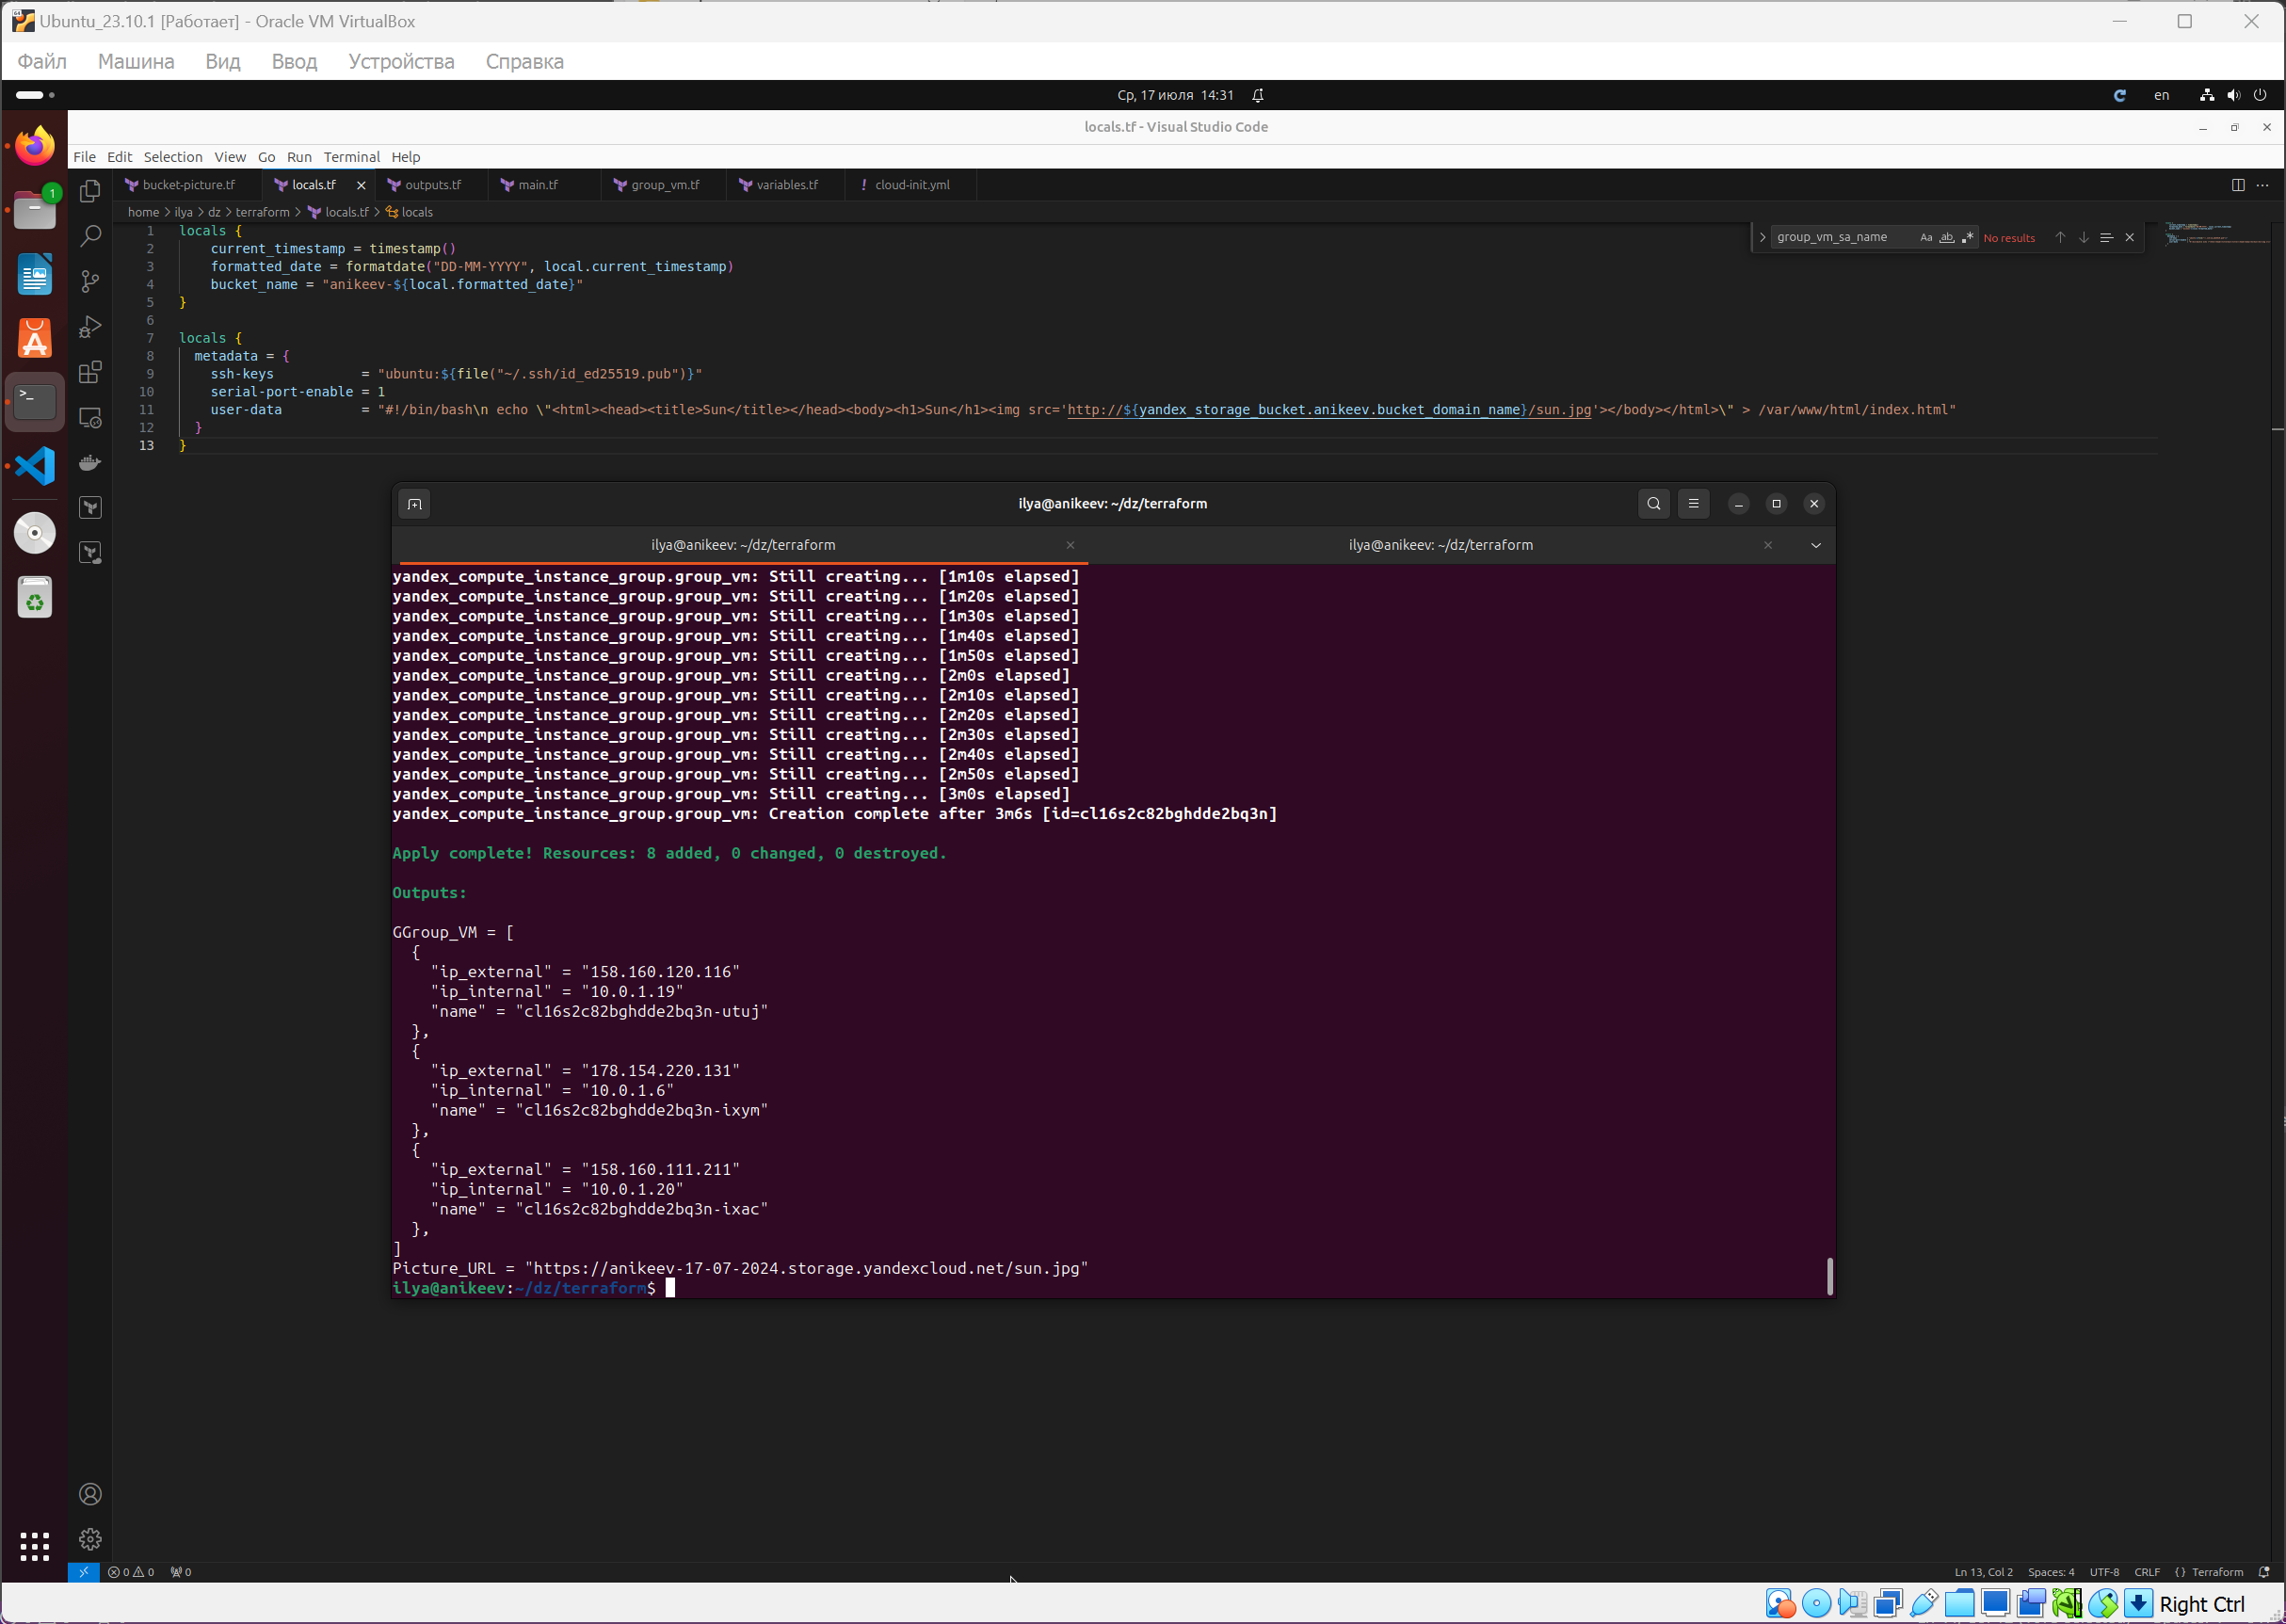 Ubuntu_23.10.1 [Работает] - Oracle VM VirtualBox
Файл Машина Вид Ввод Устройства Справка
Ср, 17 июля 14:31
en
locals.tf - Visual Studio Code
File Edit Selection View Go Run Terminal Help
1
bucket-picture.tf locals.tf outputs.tf main.tf group_vm.tf variables.tf ! cloud-init.yml
home > ilya > dz > terraform > locals.tf > locals
group_vm_sa_name Aa ab No results
1 locals {
2 current_timestamp = timestamp()
3 formatted_date = formatdate("DD-MM-YYYY", local.current_timestamp)
4 bucket_name = "anikeev-${local.formatted_date}"
5 }
6
7 locals {
8 metadata = {
9 ssh-keys = "ubuntu:${file("~/.ssh/id_ed25519.pub")}"
10 serial-port-enable = 1
11 user-data = "#!/bin/bash\n echo \"<html><head><title>Sun</title></head><body><h1>Sun</h1><img src='http://${yandex_storage_bucket.anikeev.bucket_domain_name}/sun.jpg'></body></html>\" > /var/www/html/index.html"
12 }
13 }
ilya@anikeev: ~/dz/terraform
ilya@anikeev: ~/dz/terraform ilya@anikeev: ~/dz/terraform
yandex_compute_instance_group.group_vm: Still creating... [1m10s elapsed]
yandex_compute_instance_group.group_vm: Still creating... [1m20s elapsed]
yandex_compute_instance_group.group_vm: Still creating... [1m30s elapsed]
yandex_compute_instance_group.group_vm: Still creating... [1m40s elapsed]
yandex_compute_instance_group.group_vm: Still creating... [1m50s elapsed]
yandex_compute_instance_group.group_vm: Still creating... [2m0s elapsed]
yandex_compute_instance_group.group_vm: Still creating... [2m10s elapsed]
yandex_compute_instance_group.group_vm: Still creating... [2m20s elapsed]
yandex_compute_instance_group.group_vm: Still creating... [2m30s elapsed]
yandex_compute_instance_group.group_vm: Still creating... [2m40s elapsed]
yandex_compute_instance_group.group_vm: Still creating... [2m50s elapsed]
yandex_compute_instance_group.group_vm: Still creating... [3m0s elapsed]
yandex_compute_instance_group.group_vm: Creation complete after 3m6s [id=cl16s2c82bghdde2bq3n]
Apply complete! Resources: 8 added, 0 changed, 0 destroyed.
Outputs:
GGroup_VM = [
{
"ip_external" = "158.160.120.116"
"ip_internal" = "10.0.1.19"
"name" = "cl16s2c82bghdde2bq3n-utuj"
},
{
"ip_external" = "178.154.220.131"
"ip_internal" = "10.0.1.6"
"name" = "cl16s2c82bghdde2bq3n-ixym"
},
{
"ip_external" = "158.160.111.211"
"ip_internal" = "10.0.1.20"
"name" = "cl16s2c82bghdde2bq3n-ixac"
},
]
Picture_URL = "https://anikeev-17-07-2024.storage.yandexcloud.net/sun.jpg"
ilya@anikeev:~/dz/terraform$
0 0 0 Ln 13, Col 2 Spaces: 4 UTF-8 CRLF {} Terraform
Right Ctrl